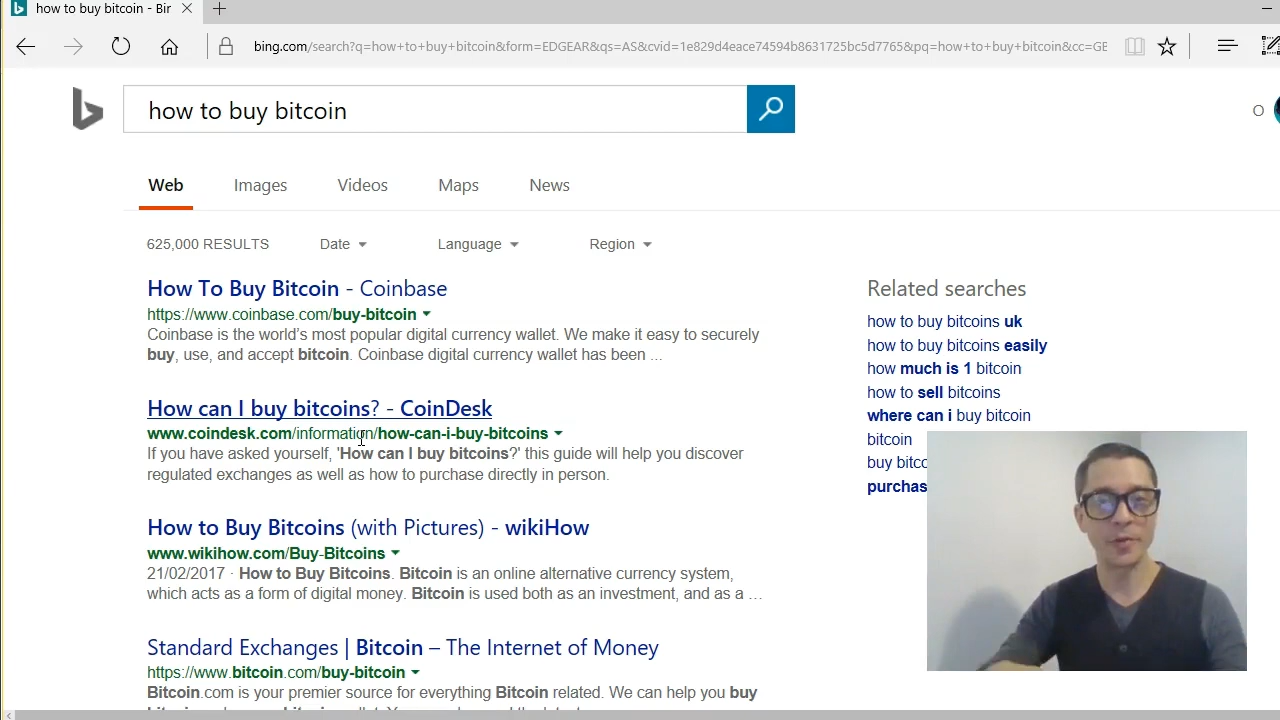 how to buy bitcoin - Bir
bing.com/search?q=how+to+buy+bitcoin&form=EDGEAR&qs=AS&cvid=1e829d4eace74594b8631725bc5d7765&pq=how+to+buy+bitcoin&cc=GE
how to buy bitcoin
Web Images Videos Maps News
625,000 RESULTS Date Language Region
How To Buy Bitcoin - Coinbase
https://www.coinbase.com/buy-bitcoin
Coinbase is the world's most popular digital currency wallet. We make it easy to securely
buy, use, and accept bitcoin. Coinbase digital currency wallet has been ...
How can I buy bitcoins? - CoinDesk
www.coindesk.com/information/how-can-i-buy-bitcoins
If you have asked yourself, 'How can I buy bitcoins?' this guide will help you discover
regulated exchanges as well as how to purchase directly in person.
How to Buy Bitcoins (with Pictures) - wikiHow
www.wikihow.com/Buy-Bitcoins
21/02/2017 · How to Buy Bitcoins. Bitcoin is an online alternative currency system,
which acts as a form of digital money. Bitcoin is used both as an investment, and as a ...
Standard Exchanges | Bitcoin – The Internet of Money
https://www.bitcoin.com/buy-bitcoin
Bitcoin.com is your premier source for everything Bitcoin related. We can help you buy
Related searches
how to buy bitcoins uk
how to buy bitcoins easily
how much is 1 bitcoin
how to sell bitcoins
where can i buy bitcoin
bitcoin
buy bitc
purchas